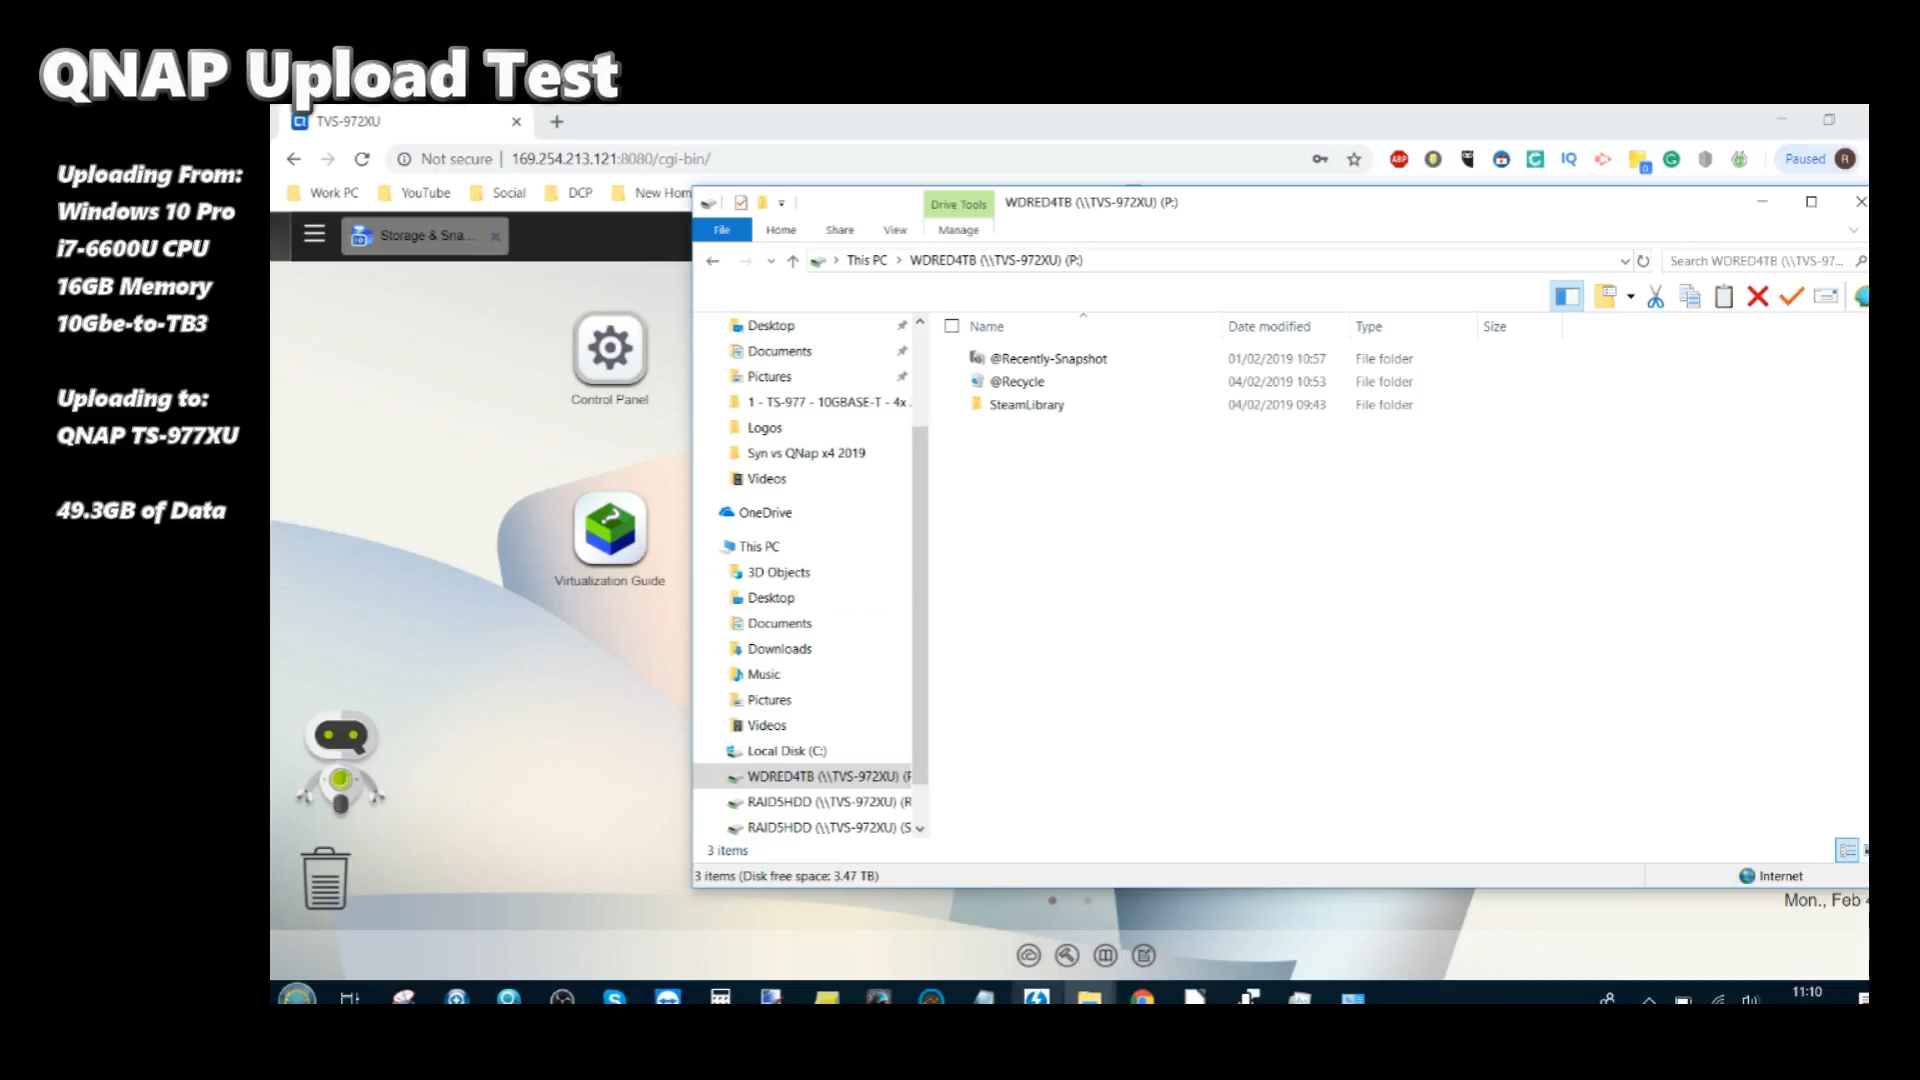 QNAP Upload Test
Uploading From:
Windows 10 Pro
i7-6600U CPU
16GB Memory
10Gbe-to-TB3
Uploading to:
QNAP TS-977XU
49.3GB of Data
TVS-972XU
Not secure | 169.254.213.121:8080/cgi-bin/
ABP
IQ
Paused R
Work PC YouTube Social DCP New Hom
Storage & Sna...
Control Panel
Virtualization Guide
Drive Tools WDRED4TB (\\TVS-972XU) (P:)
File Home Share View Manage
This PC > WDRED4TB (\\TVS-972XU) (P:)
Search WDRED4TB (\\TVS-97...
Name Date modified Type Size
@Recently-Snapshot 01/02/2019 10:57 File folder
@Recycle 04/02/2019 10:53 File folder
SteamLibrary 04/02/2019 09:43 File folder
Desktop
Documents
Pictures
1 - TS-977 - 10GBASE-T - 4x
Logos
Syn vs QNap x4 2019
Videos
OneDrive
This PC
3D Objects
Desktop
Documents
Downloads
Music
Pictures
Videos
Local Disk (C:)
WDRED4TB (\\TVS-972XU) (P
RAID5HDD (\\TVS-972XU) (R
RAID5HDD (\\TVS-972XU) (S
3 items
3 items (Disk free space: 3.47 TB)
Internet
Mon., Feb
11:10